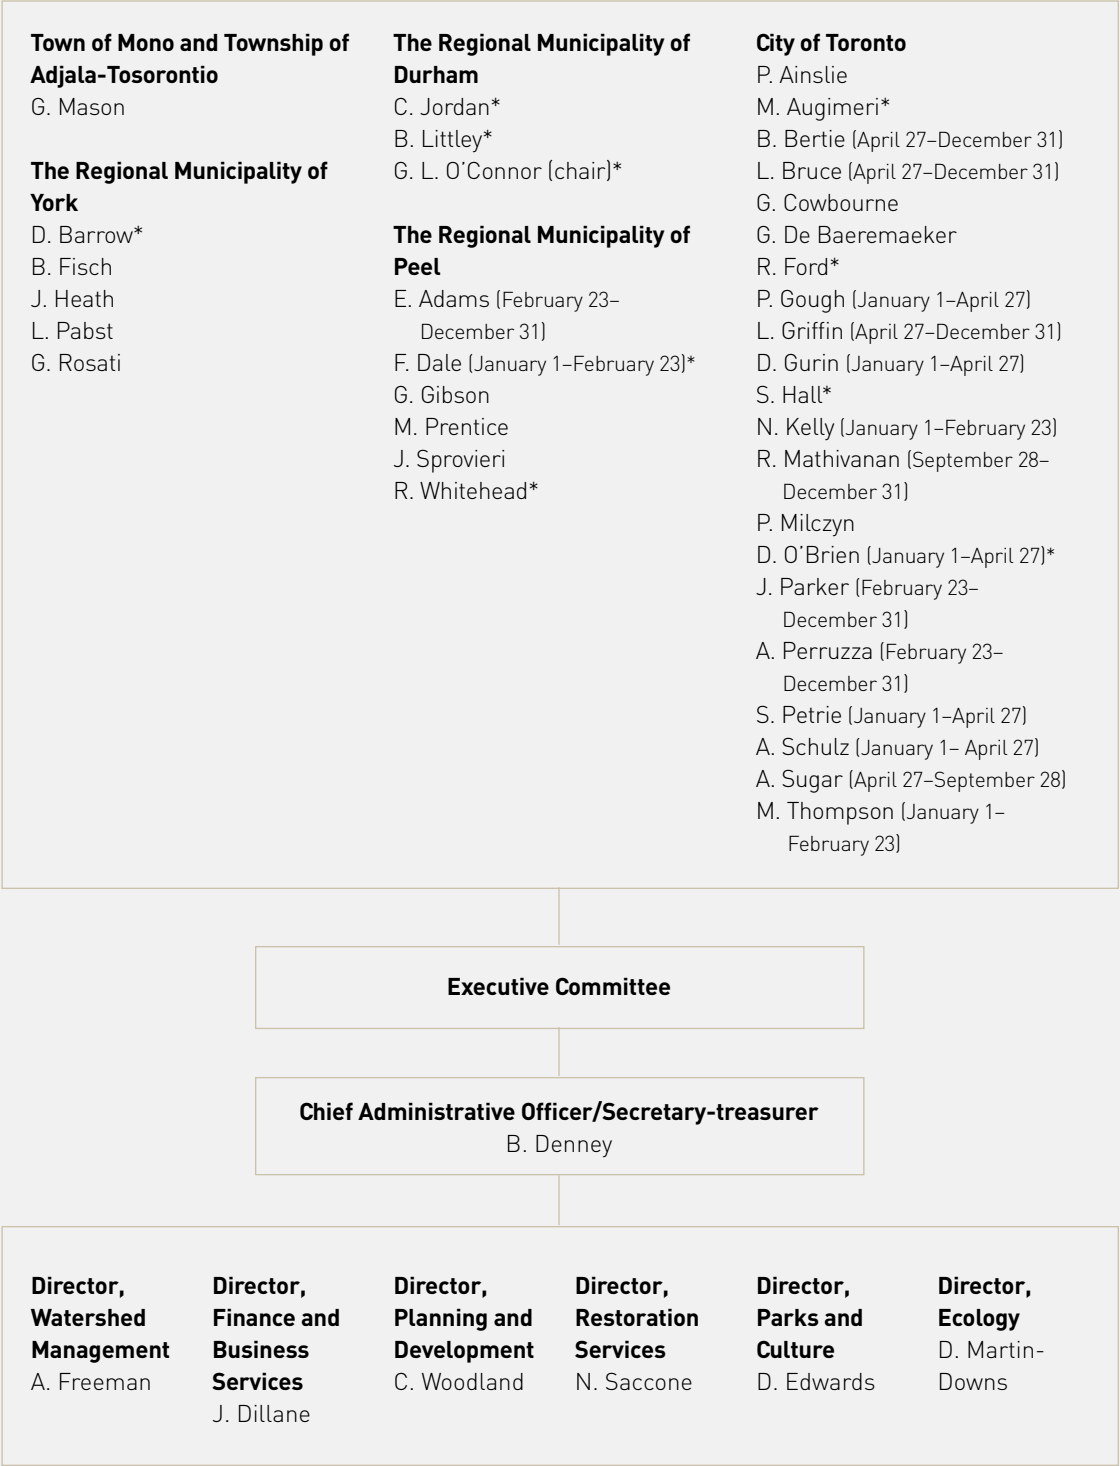 Town of Mono and Township of
Adjala-Tosorontio
G. Mason
The Regional Municipality of
York
D. Barrow*
B. Fisch
J. Heath
L. Pabst
G. Rosati
The Regional Municipality of
Durham
C. Jordan*
B. Littley*
G. L. O'Connor (chair)*
The Regional Municipality of
Peel
E. Adams (February 23–
December 31)
F. Dale (January 1–February 23)*
G. Gibson
M. Prentice
J. Sprovieri
R. Whitehead*
City of Toronto
P. Ainslie
M. Augimeri*
B. Bertie (April 27–December 31)
L. Bruce (April 27–December 31)
G. Cowbourne
G. De Baeremaeker
R. Ford*
P. Gough (January 1–April 27)
L. Griffin (April 27–December 31)
D. Gurin (January 1–April 27)
S. Hall*
N. Kelly (January 1–February 23)
R. Mathivanan (September 28–
December 31)
P. Milczyn
D. O'Brien (January 1–April 27)*
J. Parker (February 23–
December 31)
A. Perruzza (February 23–
December 31)
S. Petrie (January 1–April 27)
A. Schulz (January 1– April 27)
A. Sugar (April 27–September 28)
M. Thompson (January 1–
February 23)
Executive Committee
Chief Administrative Officer/Secretary-treasurer
B. Denney
Director,
Watershed
Management
A. Freeman
Director,
Finance and
Business
Services
J. Dillane
Director,
Planning and
Development
C. Woodland
Director,
Restoration
Services
N. Saccone
Director,
Parks and
Culture
D. Edwards
Director,
Ecology
D. Martin-
Downs